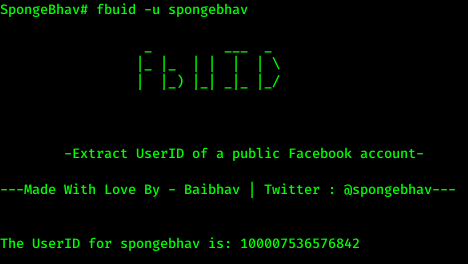 SpongeBhav# fbuid -u spongebhav
FbUID
-Extract UserID of a public Facebook account-
---Made With Love By - Baibhav | Twitter : @spongebhav---
The UserID for spongebhav is: 100007536576842